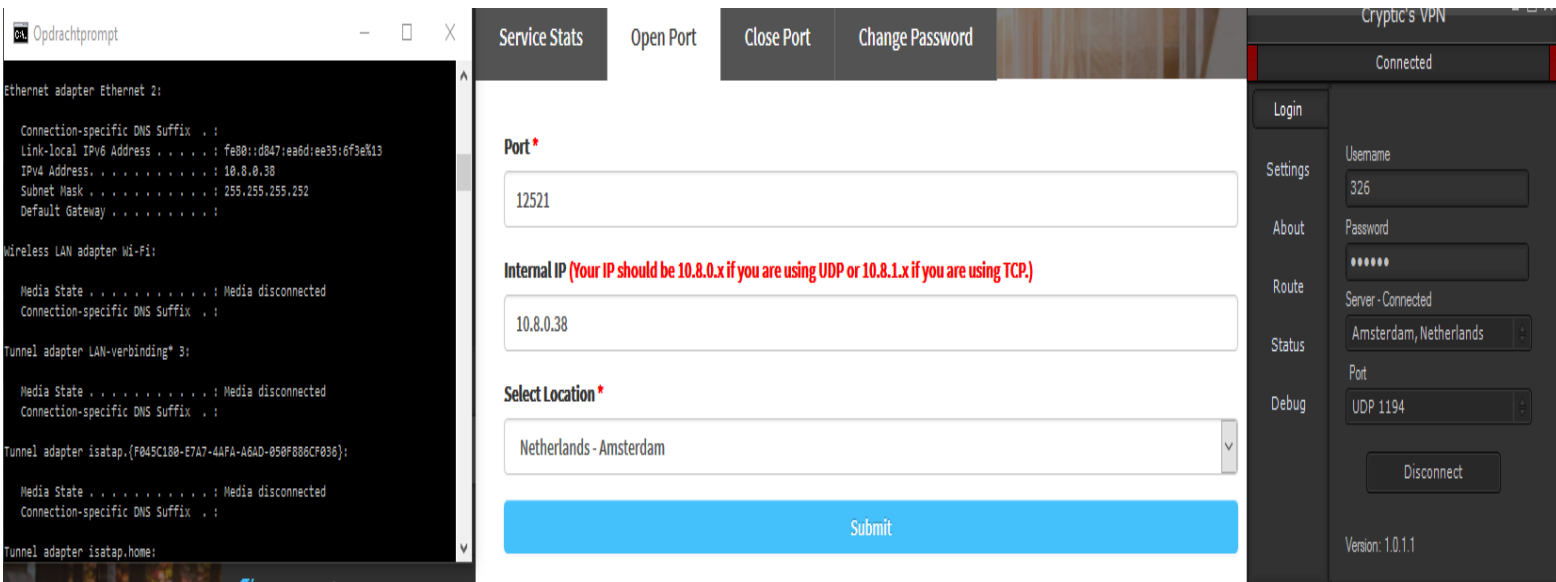 Opdrachtprompt
Ethernet adapter Ethernet 2:
Connection-specific DNS Suffix . :
Link-local IPv6 Address . . . . . : fe80::d847:ea6d:ee35:6f3e%13
IPv4 Address. . . . . . . . . . . : 10.8.0.38
Subnet Mask . . . . . . . . . . . : 255.255.255.252
Default Gateway . . . . . . . . . :
Wireless LAN adapter Wi-Fi:
Media State . . . . . . . . . . . : Media disconnected
Connection-specific DNS Suffix . :
Tunnel adapter LAN-verbinding* 3:
Media State . . . . . . . . . . . : Media disconnected
Connection-specific DNS Suffix . :
Tunnel adapter isatap.{F045C180-E7A7-4AFA-A6AD-050F886CF036}:
Media State . . . . . . . . . . . : Media disconnected
Connection-specific DNS Suffix . :
Tunnel adapter isatap.home:
Service Stats Open Port Close Port Change Password
Port *
12521
Internal IP (Your IP should be 10.8.0.x if you are using UDP or 10.8.1.x if you are using TCP.)
10.8.0.38
Select Location *
Netherlands - Amsterdam
Submit
Cryptic's VPN
Connected
Login
Settings
About
Route
Status
Debug
Username
326
Password
••••••
Server - Connected
Amsterdam, Netherlands
Port
UDP 1194
Disconnect
Version: 1.0.1.1